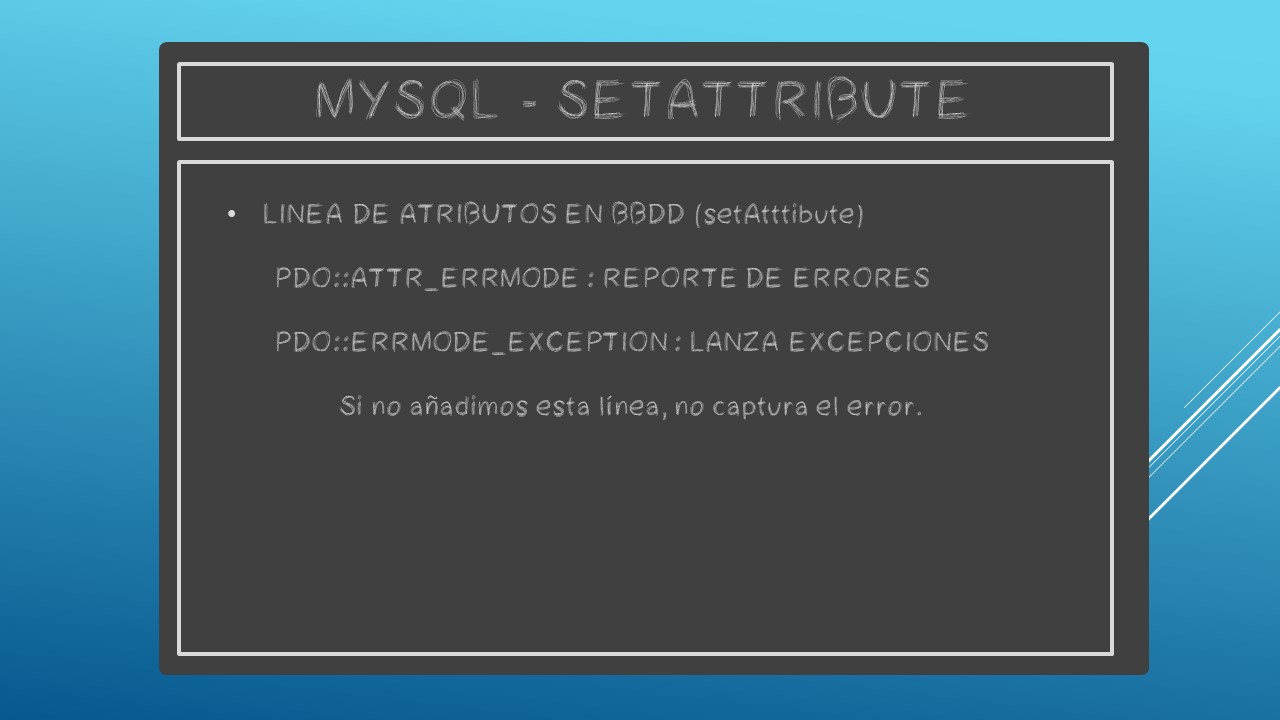 MYSQL - SETATTRIBUTE
• LINEA DE ATRIBUTOS EN BBDD (setAtttibute)
PDO::ATTR_ERRMODE : REPORTE DE ERRORES
PDO::ERRMODE_EXCEPTION : LANZA EXCEPCIONES
Si no añadimos esta línea, no captura el error.